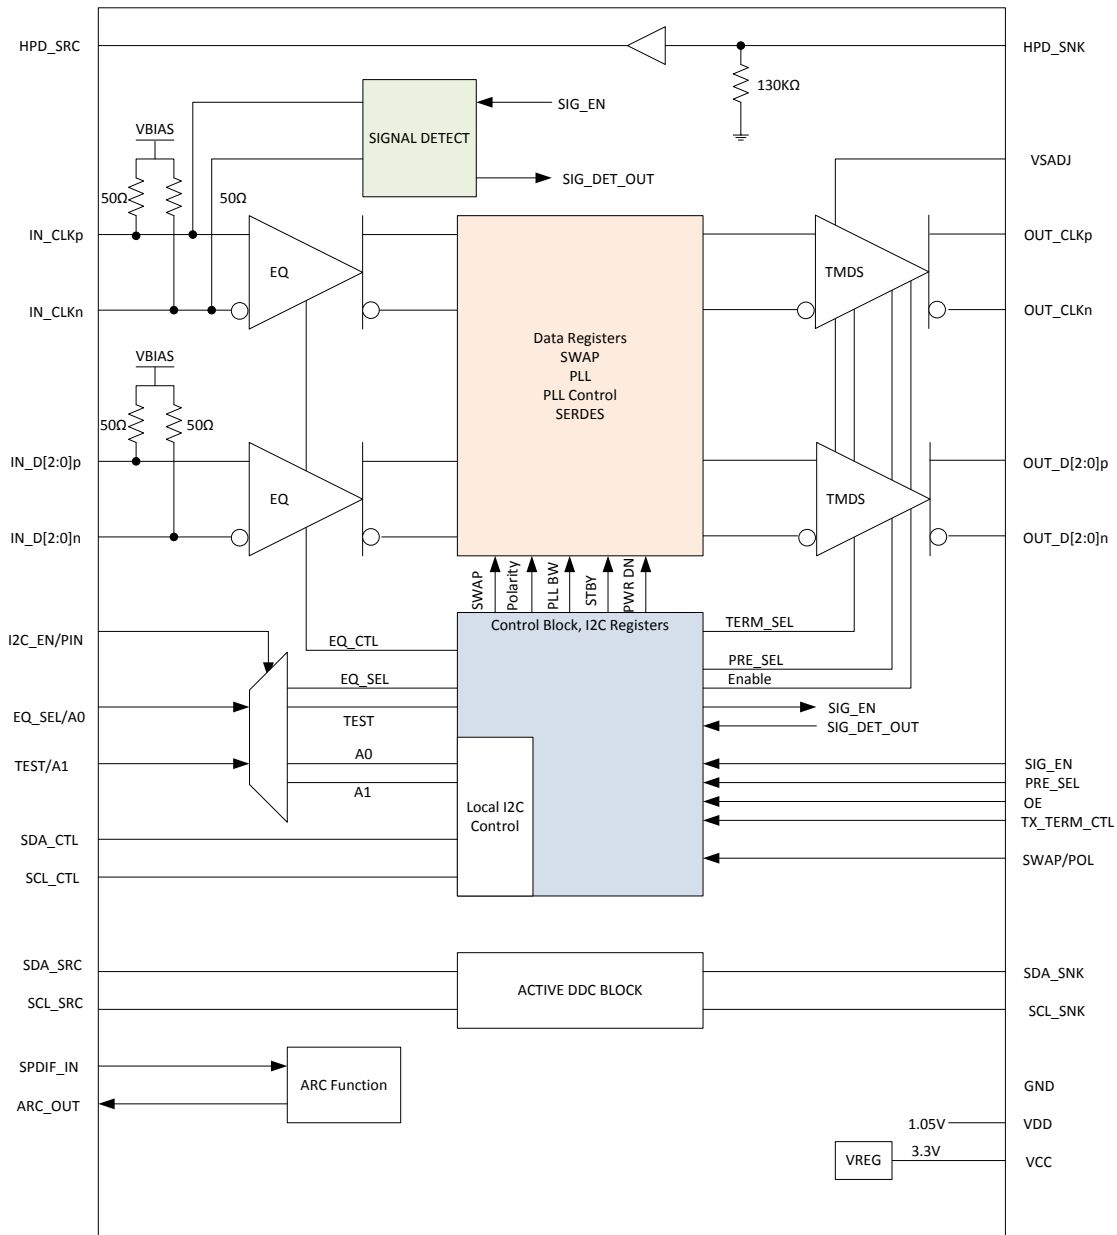 HPD_SRC
HPD_SNK
130KΩ
SIG_EN
SIGNAL DETECT
VBIAS
VSADJ
SIG_DET_OUT
50Ω
50Ω
IN_CLKp
OUT_CLKp
EQ
TMDS
IN_CLKn
OUT_CLKn
Data Registers
SWAP
PLL
PLL Control
SERDES
VBIAS
50Ω
50Ω
IN_D[2:0]p
OUT_D[2:0]p
EQ
TMDS
IN_D[2:0]n
OUT_D[2:0]n
SWAP
Polarity
PLL BW
STBY
PWR DN
I2C_EN/PIN
Control Block, I2C Registers
TERM_SEL
EQ_CTL
PRE_SEL
EQ_SEL
Enable
EQ_SEL/A0
SIG_EN
TEST
SIG_DET_OUT
TEST/A1
A0
SIG_EN
A1
PRE_SEL
Local I2C
Control
OE
TX_TERM_CTL
SDA_CTL
SWAP/POL
SCL_CTL
SDA_SRC
SDA_SNK
ACTIVE DDC BLOCK
SCL_SRC
SCL_SNK
SPDIF_IN
ARC Function
GND
ARC_OUT
1.05V
VDD
VREG
3.3V
VCC